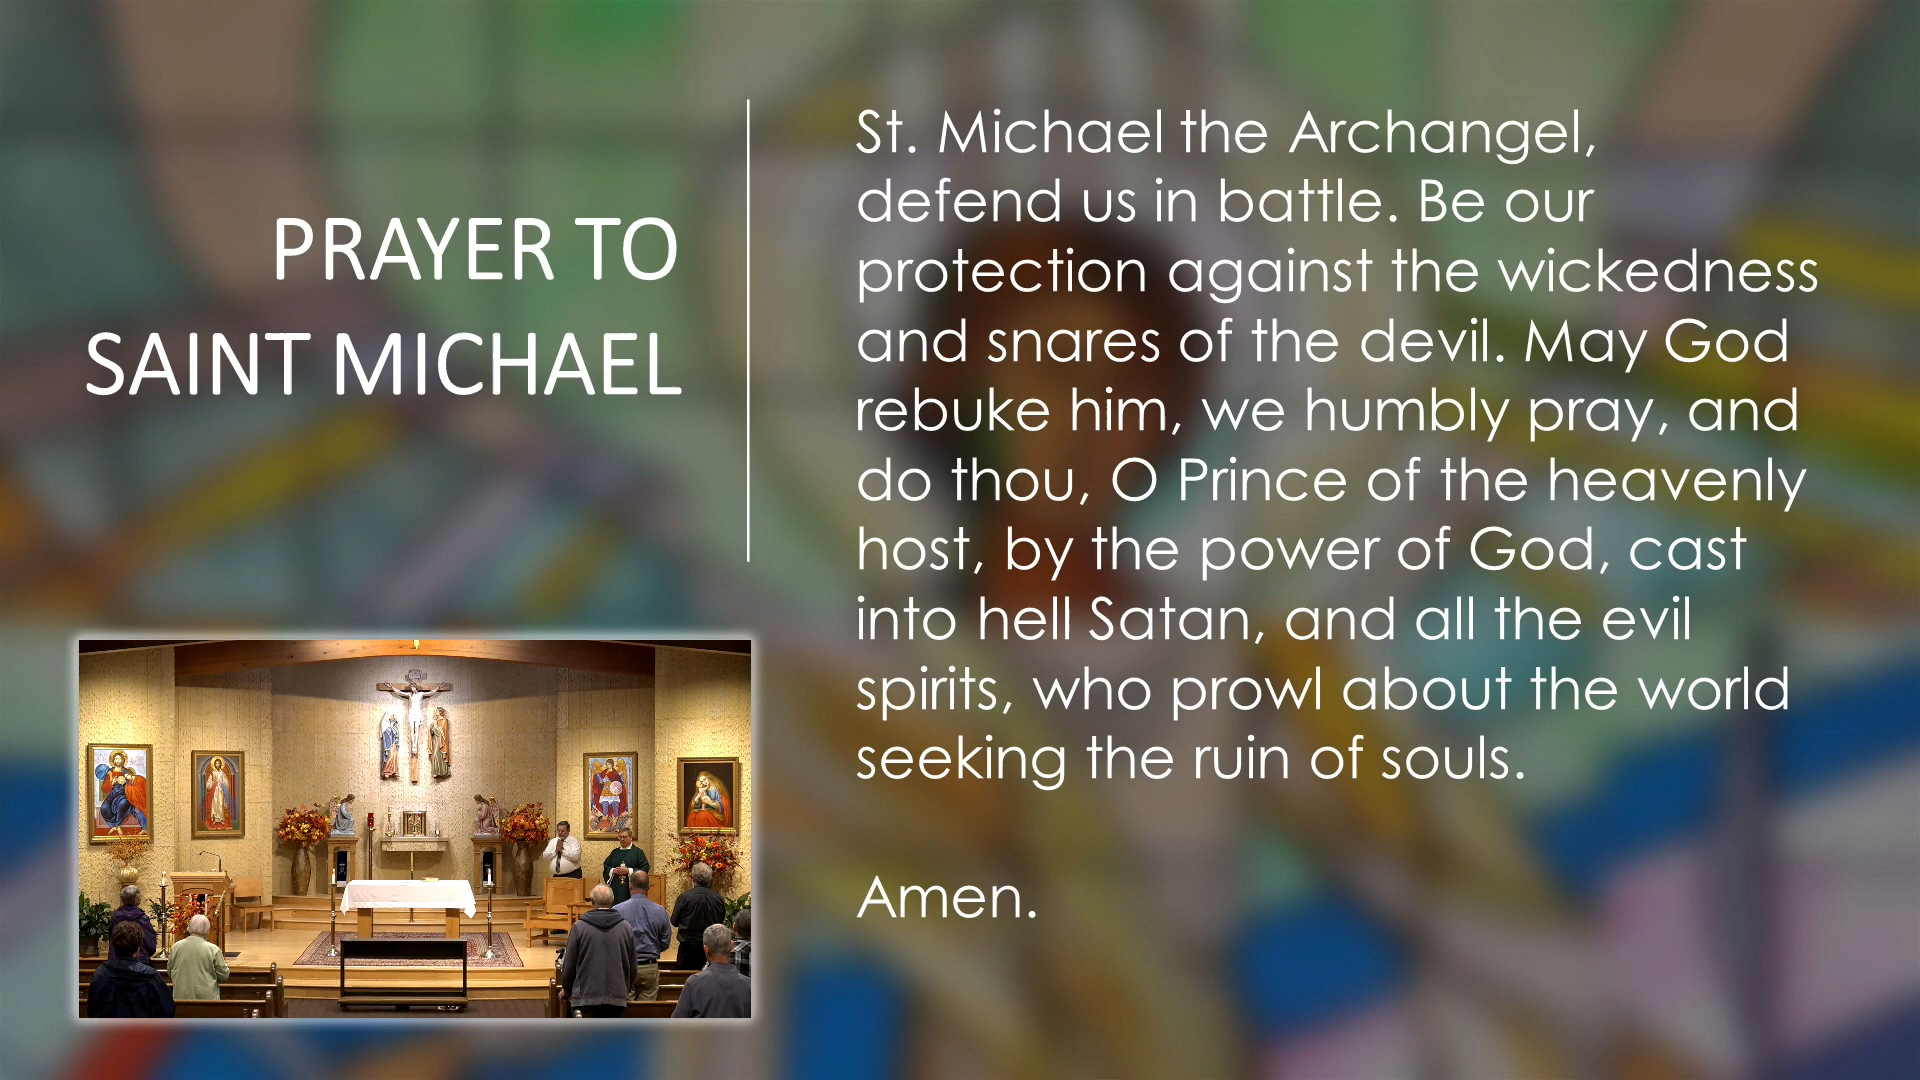 PRAYER TO
SAINT MICHAEL
St. Michael the Archangel,
defend us in battle. Be our
protection against the wickedness
and snares of the devil. May God
rebuke him, we humbly pray, and
do thou, O Prince of the heavenly
host, by the power of God, cast
into hell Satan, and all the evil
spirits, who prowl about the world
seeking the ruin of souls.
Amen.